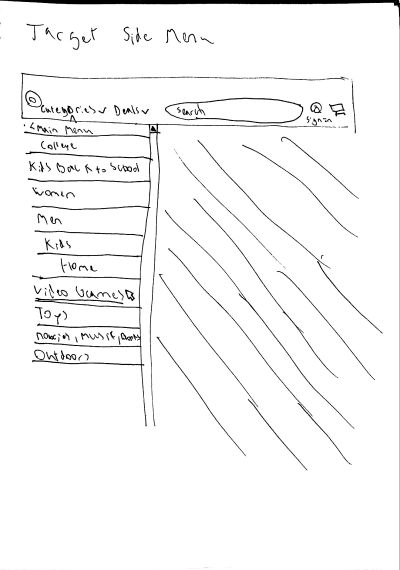 Target Side Menu
Categories Deals search
sign in
<Main Menu
College
Kids Back to School
Women
Men
Kids
Home
Video Games
Toys
Movies, Music, Books
Outdoors